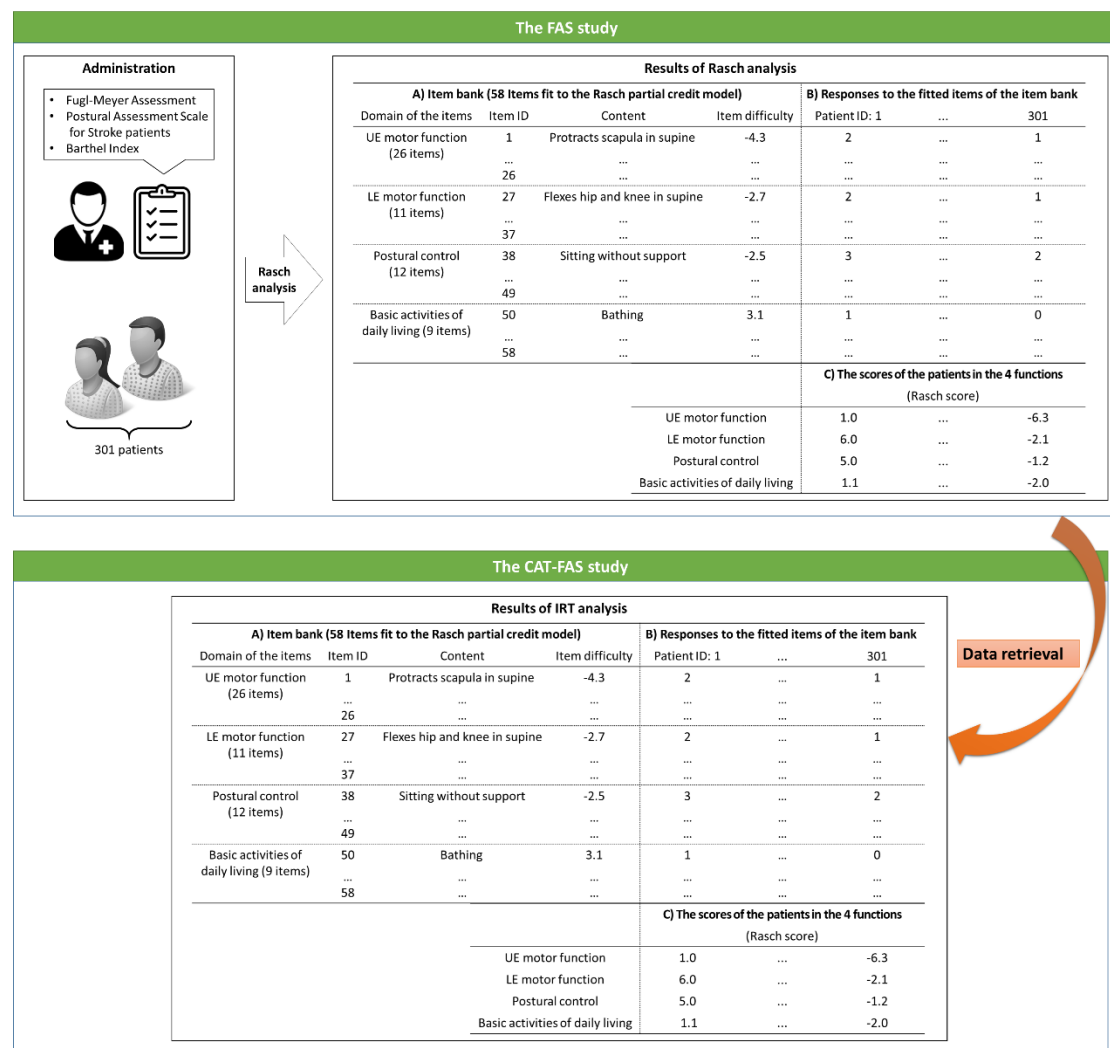 The FAS study
Administration
• Fugl-Meyer Assessment
• Postural Assessment Scale
for Stroke patients
• Barthel Index
301 patients
Rasch
analysis
Results of Rasch analysis
A) Item bank (58 Items fit to the Rasch partial credit model) B) Responses to the fitted items of the item bank
Domain of the items Item ID Content Item difficulty Patient ID: 1 ... 301
UE motor function 1 Protracts scapula in supine -4.3 2 ... 1
(26 items)
... ... ... ... ... ...
26 ... ... ... ... ...
LE motor function 27 Flexes hip and knee in supine -2.7 2 ... 1
(11 items)
... ... ... ... ... ...
37 ... ... ... ... ...
Postural control 38 Sitting without support -2.5 3 ... 2
(12 items)
... ... ... ... ... ...
49 ... ... ... ... ...
Basic activities of 50 Bathing 3.1 1 ... 0
daily living (9 items)
... ... ... ... ... ...
58 ... ... ... ... ...
C) The scores of the patients in the 4 functions
(Rasch score)
UE motor function 1.0 ... -6.3
LE motor function 6.0 ... -2.1
Postural control 5.0 ... -1.2
Basic activities of daily living 1.1 ... -2.0
The CAT-FAS study
Data retrieval
Results of IRT analysis
A) Item bank (58 Items fit to the Rasch partial credit model) B) Responses to the fitted items of the item bank
Domain of the items Item ID Content Item difficulty Patient ID: 1 ... 301
UE motor function 1 Protracts scapula in supine -4.3 2 ... 1
(26 items)
... ... ... ... ... ...
26 ... ... ... ... ...
LE motor function 27 Flexes hip and knee in supine -2.7 2 ... 1
(11 items)
... ... ... ... ... ...
37 ... ... ... ... ...
Postural control 38 Sitting without support -2.5 3 ... 2
(12 items)
... ... ... ... ... ...
49 ... ... ... ... ...
Basic activities of 50 Bathing 3.1 1 ... 0
daily living (9 items)
... ... ... ... ... ...
58 ... ... ... ... ...
C) The scores of the patients in the 4 functions
(Rasch score)
UE motor function 1.0 ... -6.3
LE motor function 6.0 ... -2.1
Postural control 5.0 ... -1.2
Basic activities of daily living 1.1 ... -2.0